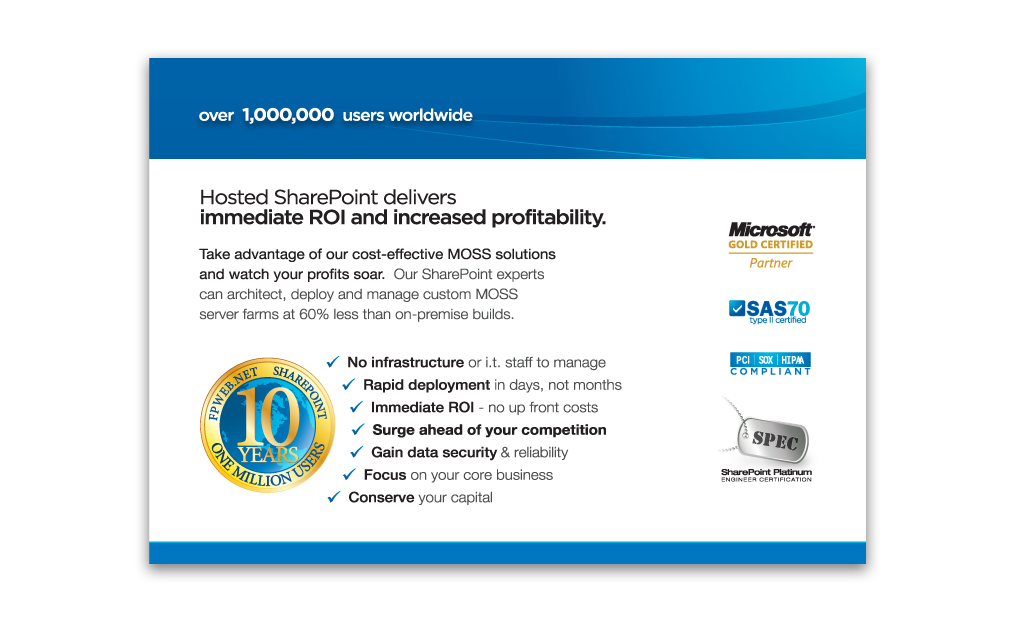 over 1,000,000 users worldwide
Hosted SharePoint delivers
immediate ROI and increased profitability.
Take advantage of our cost-effective MOSS solutions
and watch your profits soar. Our SharePoint experts
can architect, deploy and manage custom MOSS
server farms at 60% less than on-premise builds.
FPWEB.NET SHAREPOINT
10
YEARS
ONE MILLION USERS
No infrastructure or i.t. staff to manage
Rapid deployment in days, not months
Immediate ROI - no up front costs
Surge ahead of your competition
Gain data security & reliability
Focus on your core business
Conserve your capital
Microsoft
GOLD CERTIFIED
Partner
SAS70
type II certified
PCI SOX HIPAA
COMPLIANT
SPEC
SharePoint Platinum
ENGINEER CERTIFICATION